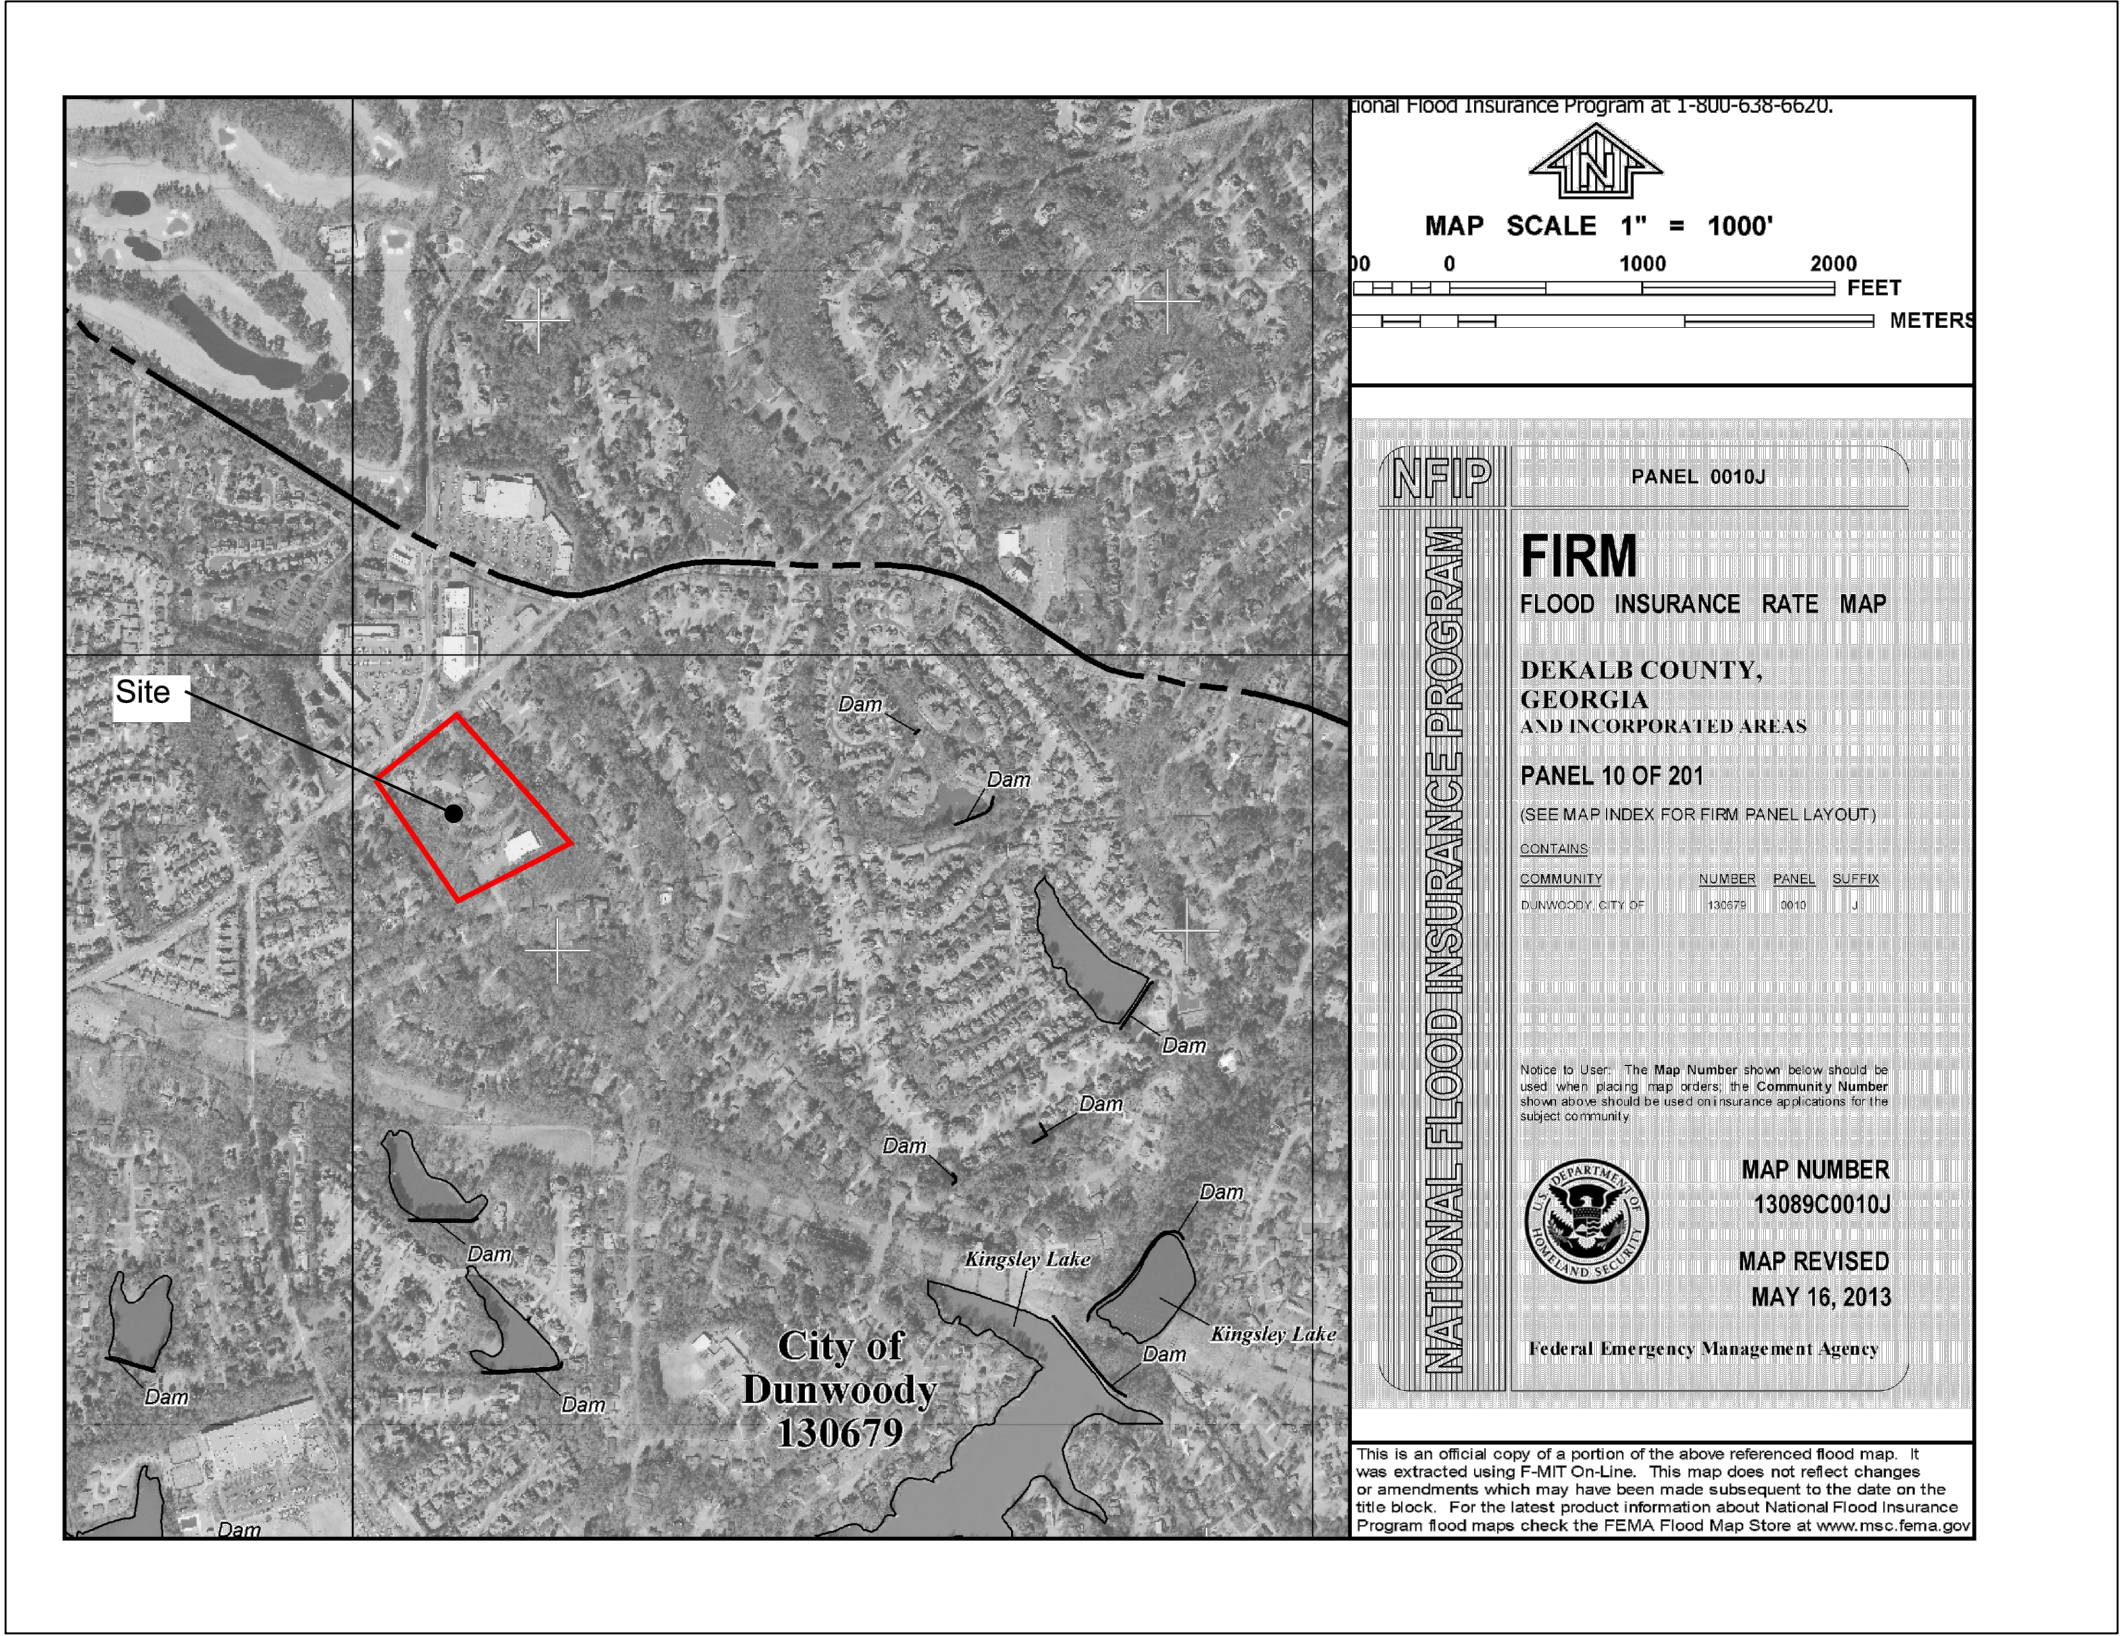 tional Flood Insurance Program at 1-800-638-6620.
N
MAP SCALE 1" = 1000'
00 0 1000 2000
FEET
METERS
Site
Dam
Dam
Dam
Dam
Dam
Dam
Kingsley Lake
Kingsley Lake
Dam
Dam
Dam
Dam
Dam
City of
Dunwoody
130679
NFIP
PANEL 0010J
NATIONAL FLOOD INSURANCE PROGRAM
FIRM
FLOOD INSURANCE RATE MAP
DEKALB COUNTY,
GEORGIA
AND INCORPORATED AREAS
PANEL 10 OF 201
(SEE MAP INDEX FOR FIRM PANEL LAYOUT)
CONTAINS
COMMUNITY NUMBER PANEL SUFFIX
DUNWOODY, CITY OF 130679 0010 J
Notice to User: The Map Number shown below should be
used when placing map orders; the Community Number
shown above should be used on insurance applications for the
subject community
U.S. DEPARTMENT OF
HOMELAND SECURITY
MAP NUMBER
13089C0010J
MAP REVISED
MAY 16, 2013
Federal Emergency Management Agency
This is an official copy of a portion of the above referenced flood map. It
was extracted using F-MIT On-Line. This map does not reflect changes
or amendments which may have been made subsequent to the date on the
title block. For the latest product information about National Flood Insurance
Program flood maps check the FEMA Flood Map Store at www.msc.fema.gov